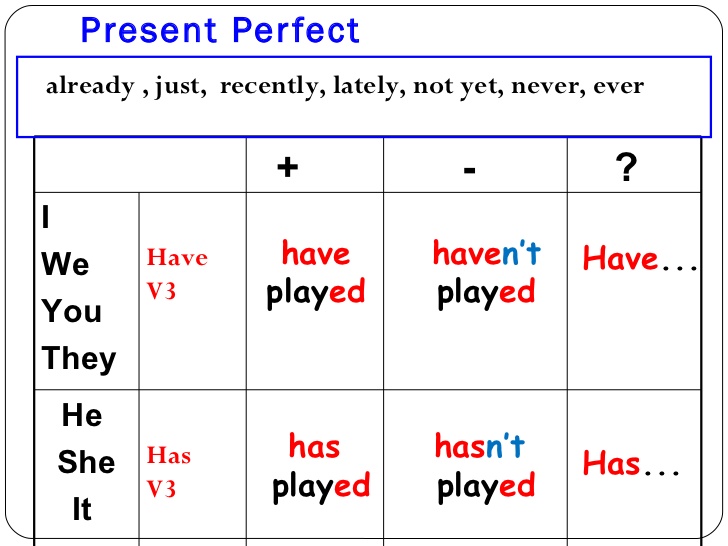 Present Perfect
already , just, recently, lately, not yet, never, ever
+ - ?
I
We
You
They
Have
V3
have
played
haven't
played
Have...
He
She
It
Has
V3
has
played
hasn't
played
Has...